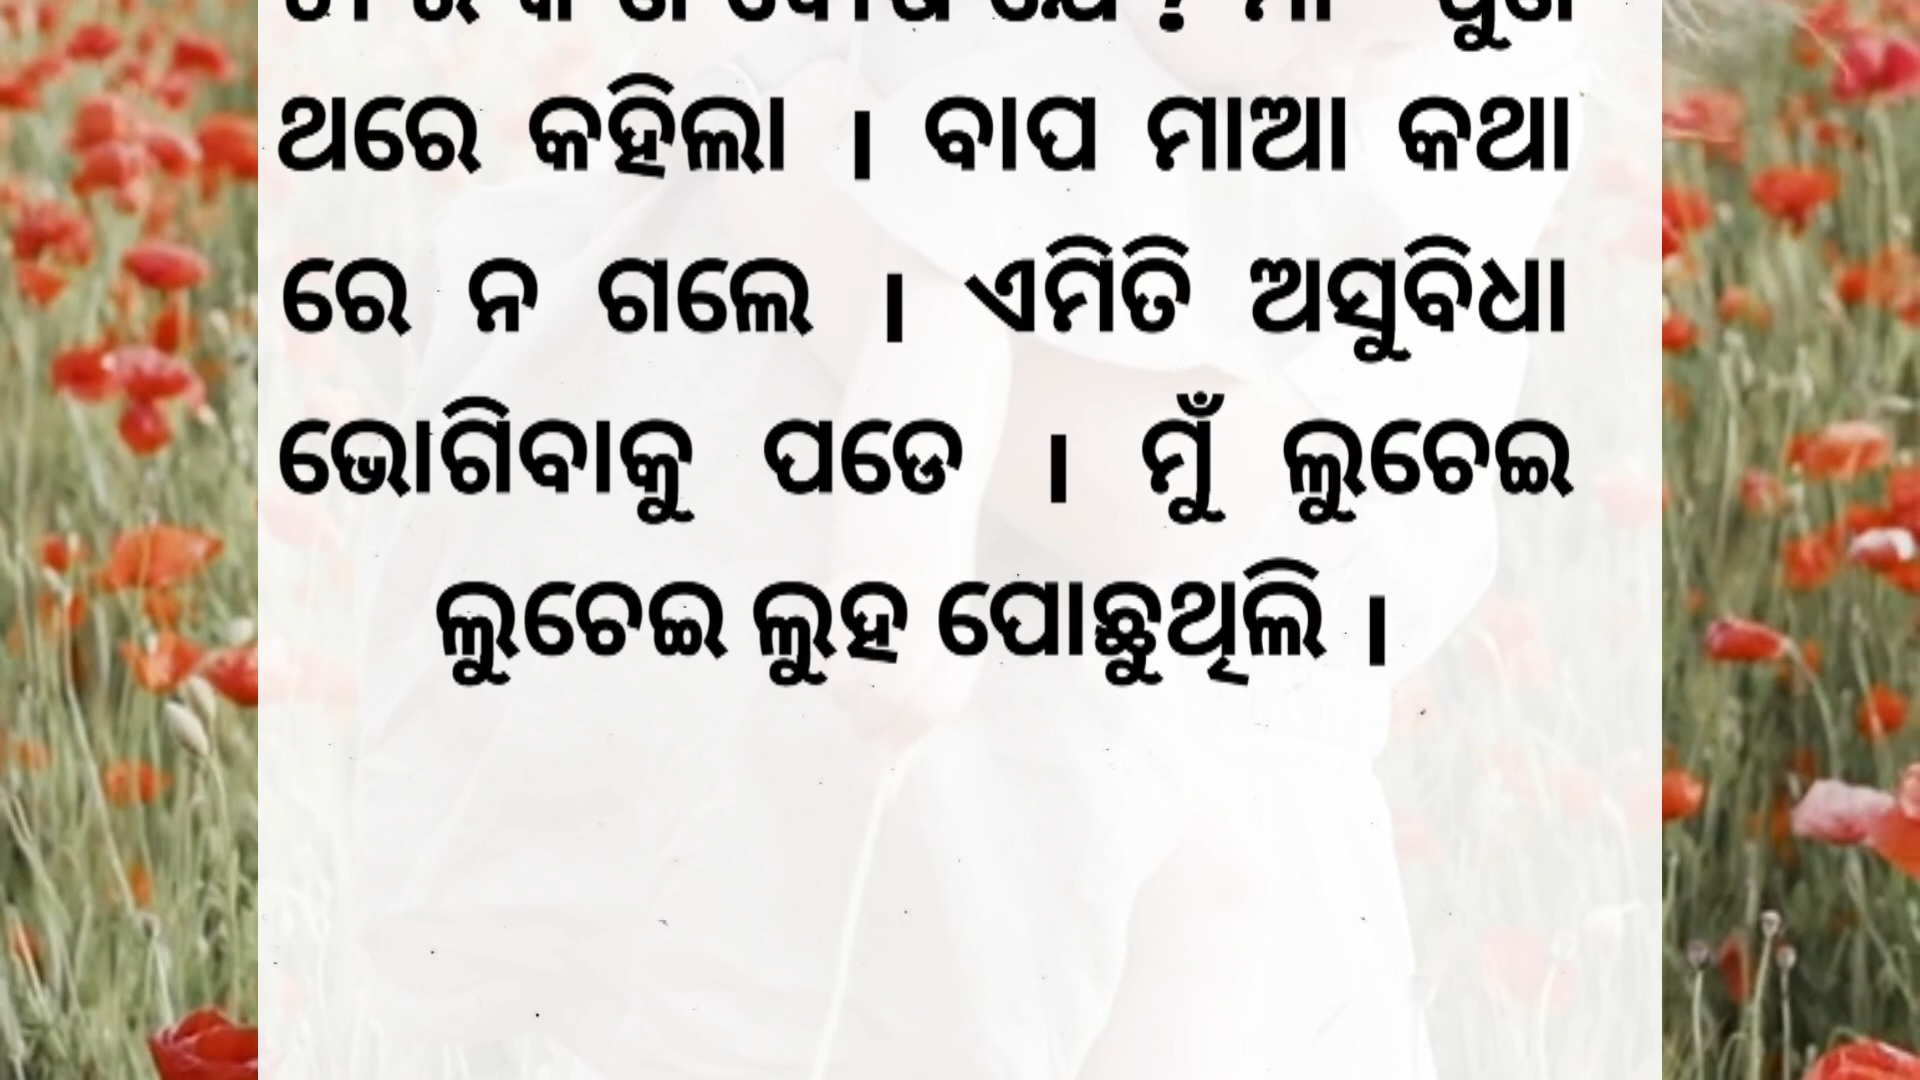 ଥରେ କହିଲା । ବାପ ମାଆ କଥା
ରେ ନ ଗଲେ । ଏମିତି ଅସୁବିଧା
ଭୋଗିବାକୁ ପଡେ । ମୁଁ ଲୁଚେଇ
ଲୁଚେଇ ଲୁହ ପୋଛୁଥିଲି ।